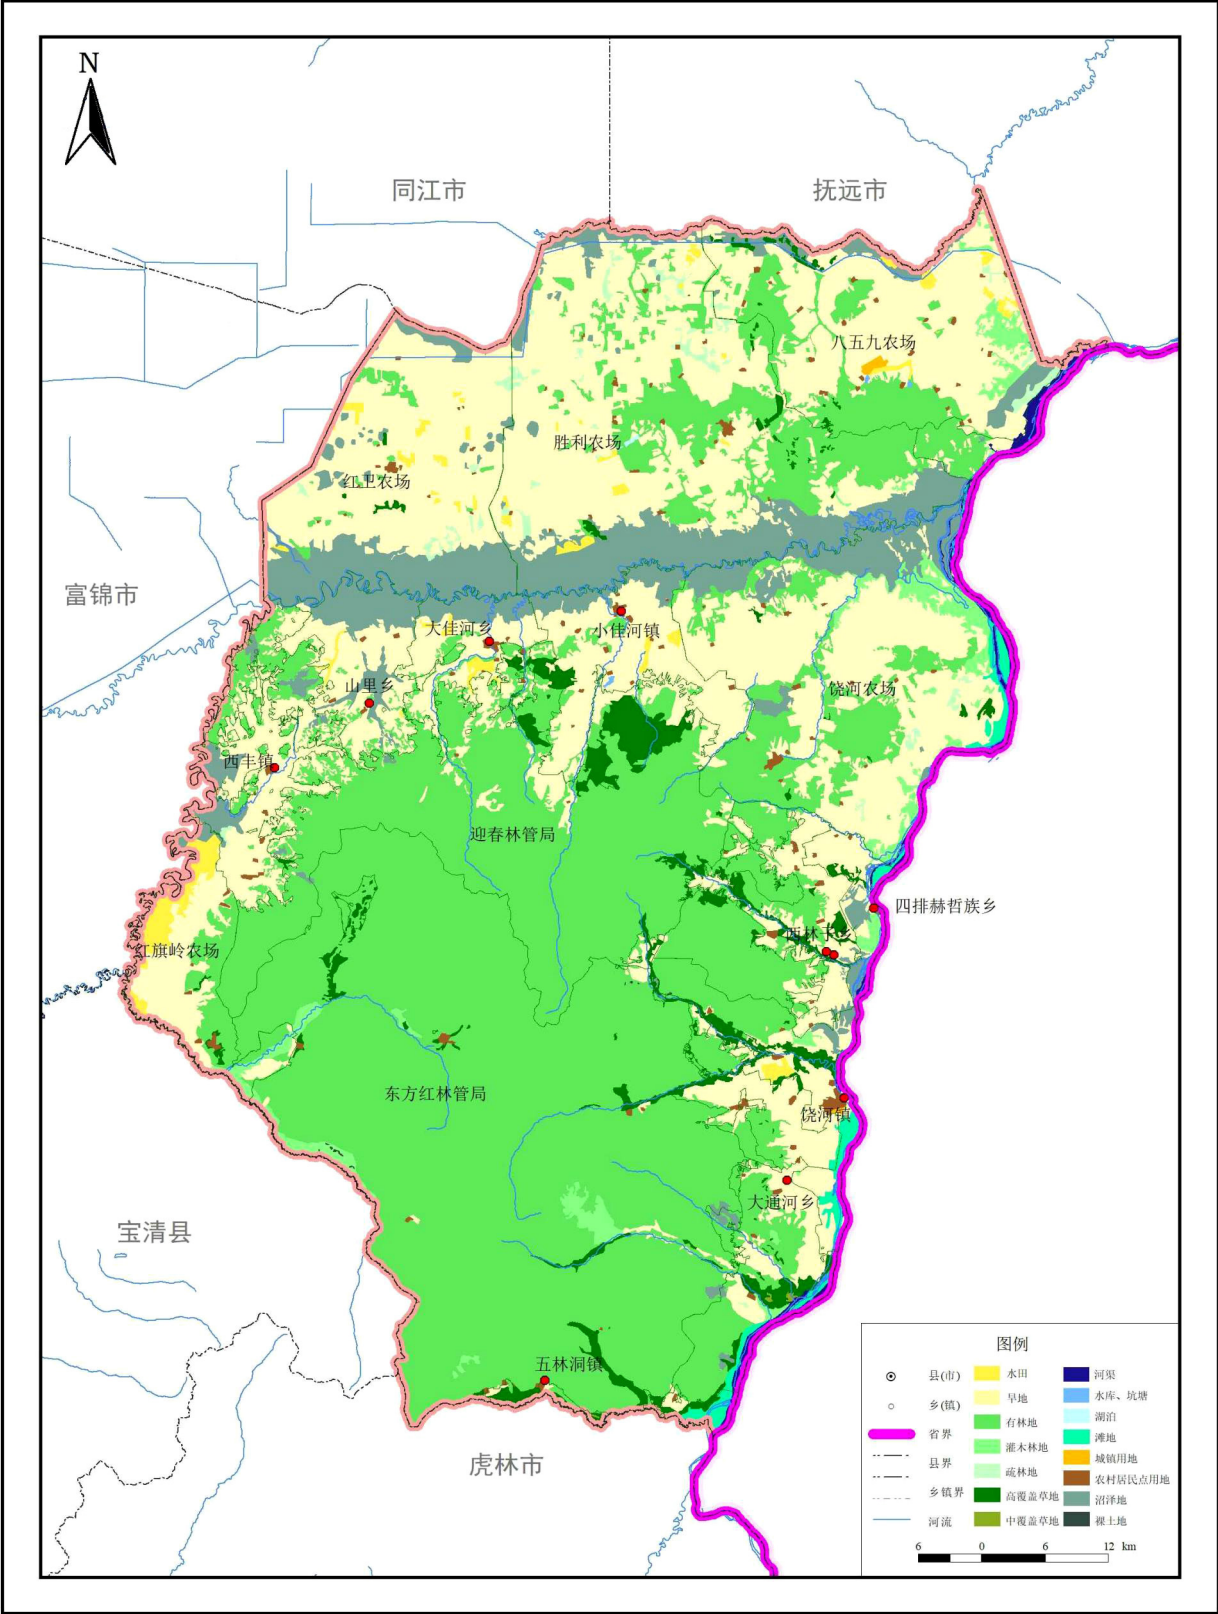 N
同江市
抚远市
八五九农场
胜利农场
红卫农场
富锦市
大佳河乡
小佳河镇
山里乡
饶河农场
西丰镇
迎春林管局
四排赫哲族乡
西林子乡
红旗岭农场
东方红林管局
饶河镇
大通河乡
宝清县
五林洞镇
虎林市
图例
县(市)
乡(镇)
省界
县界
乡镇界
河流
水田
旱地
有林地
灌木林地
疏林地
高覆盖草地
中覆盖草地
河渠
水库、坑塘
湖泊
滩地
城镇用地
农村居民点用地
沼泽地
裸土地
6 0 6 12 km